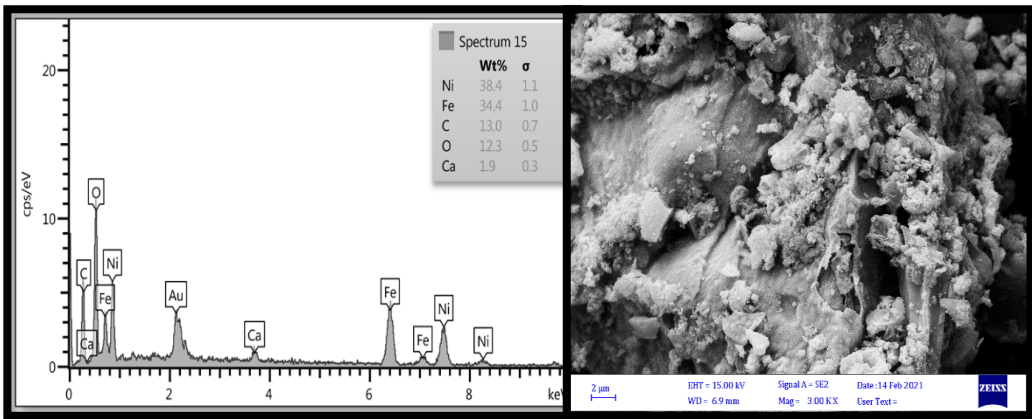 Spectrum 15
Wt% σ
Ni 38.4 1.1
Fe 34.4 1.0
C 13.0 0.7
O 12.3 0.5
Ca 1.9 0.3
cps/eV
20
10
0
O
C
Ni
Fe
Ca
Au
Ca
Fe
Fe
Ni
Ni
0 2 4 6 8 keV
2 µm
EHT = 15.00 kV Signal A = SE2 Date :14 Feb 2021
WD = 6.9 mm Mag = 3.00 K X User Text =
ZEISS